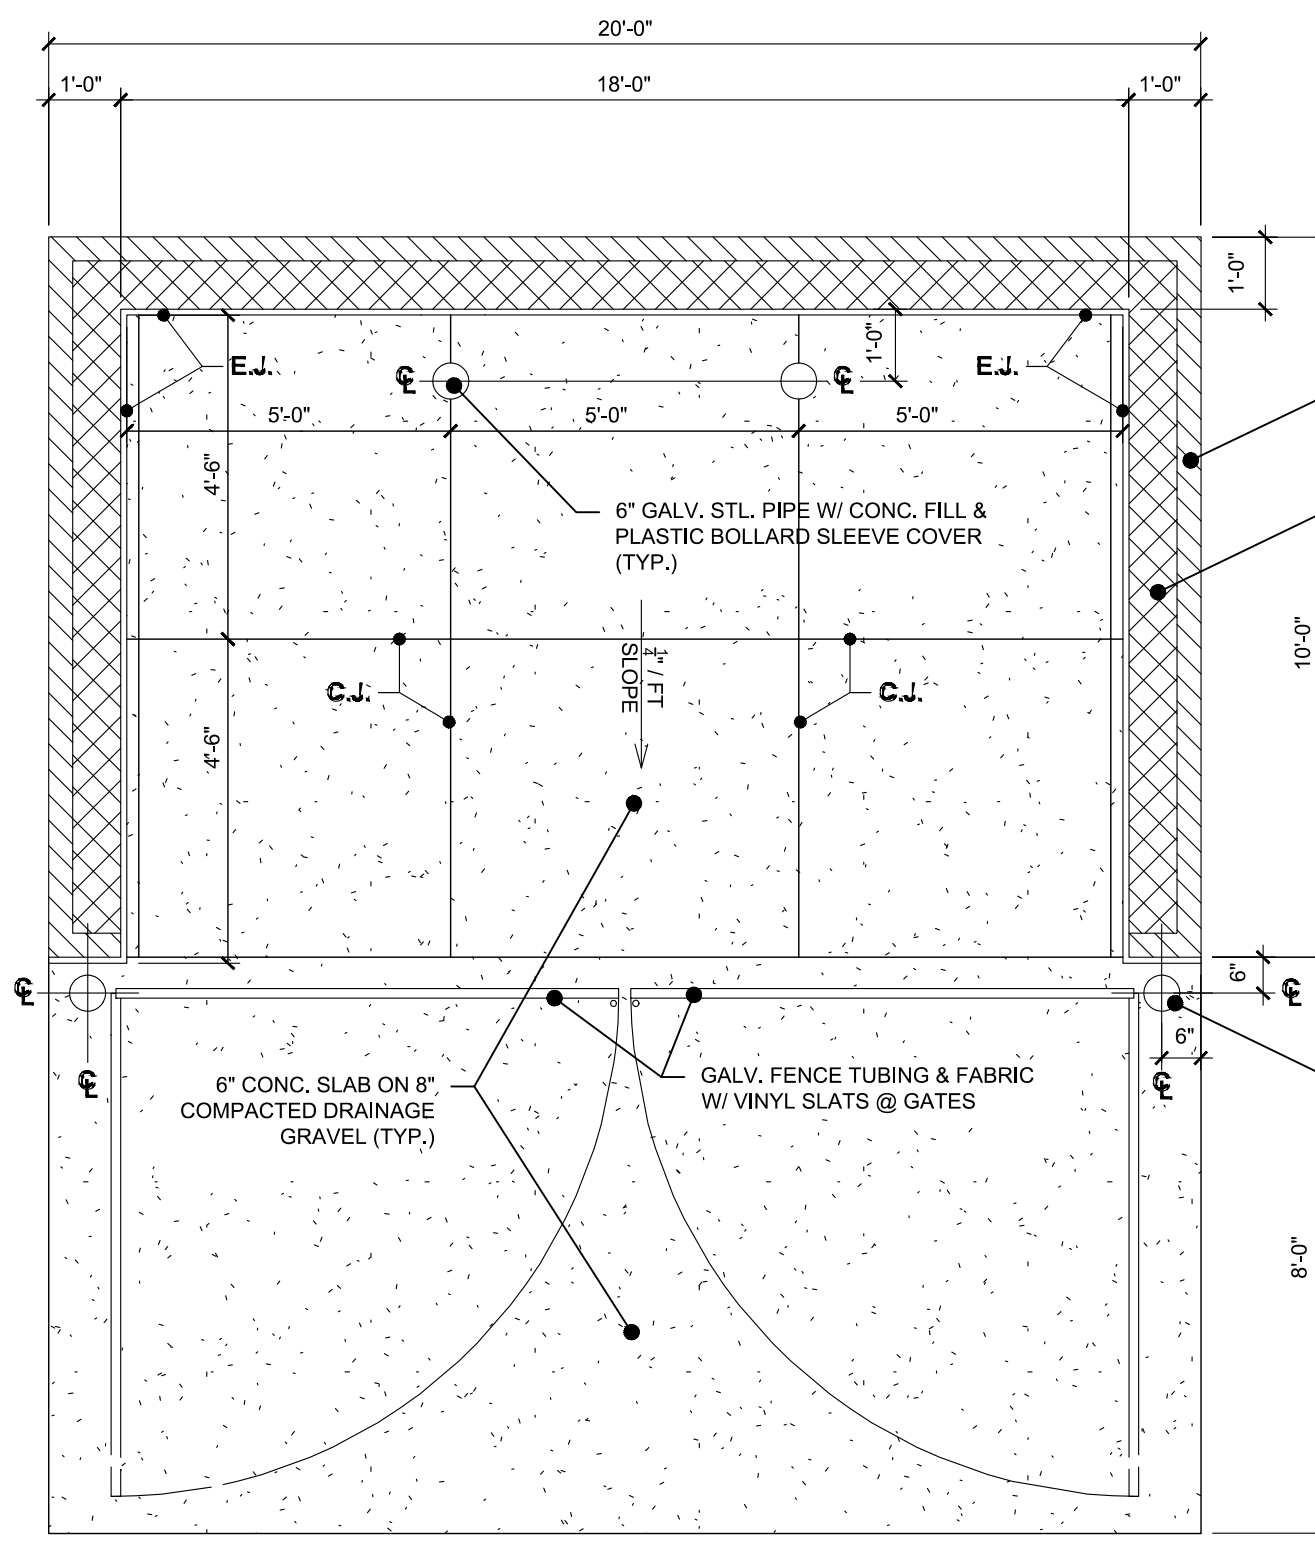 20'-0"
1'-0"
18'-0"
1'-0"
1'-0"
1'-0"
E.J.
E.J.
℄
℄
5'-0"
5'-0"
5'-0"
4'-6"
6" GALV. STL. PIPE W/ CONC. FILL &
PLASTIC BOLLARD SLEEVE COVER
(TYP.)
10'-0"
1/4" / FT
SLOPE
C.J.
C.J.
4'-6"
℄
6"
℄
6"
℄
℄
6" CONC. SLAB ON 8"
COMPACTED DRAINAGE
GRAVEL (TYP.)
GALV. FENCE TUBING & FABRIC
W/ VINYL SLATS @ GATES
8'-0"